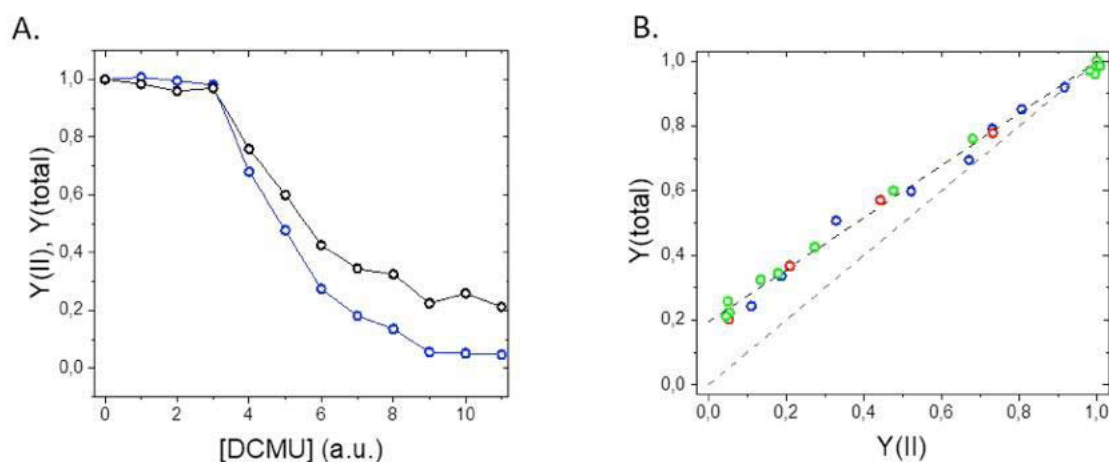 A.
Y(II), Y(total)
1,0
0,8
0,6
0,4
0,2
0,0
0 2 4 6 8 10
[DCMU] (a.u.)
B.
Y(total)
1,0
0,8
0,6
0,4
0,2
0,0
0,0 0,2 0,4 0,6 0,8 1,0
Y(II)